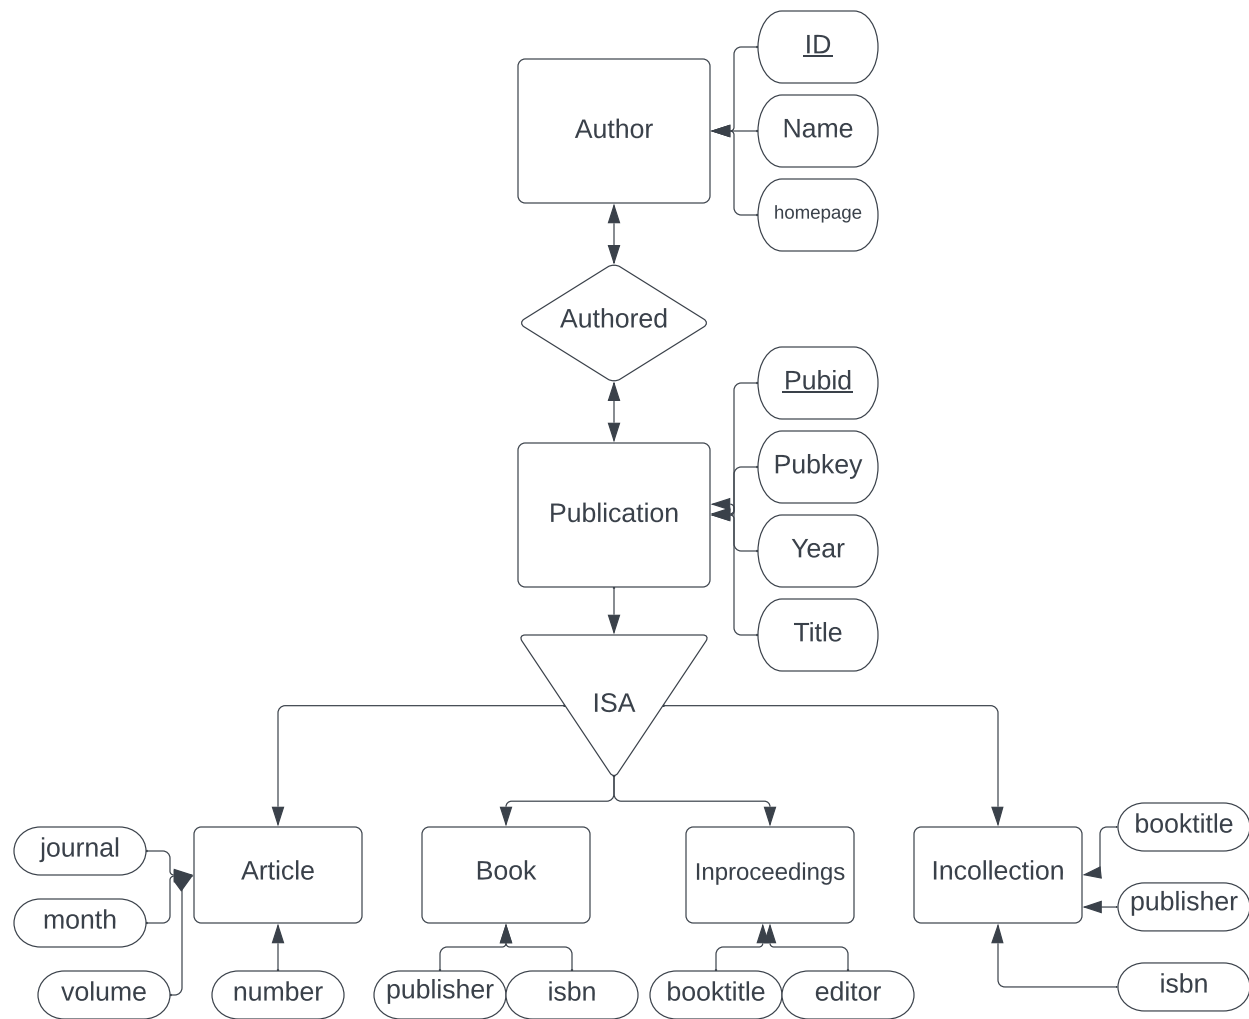 ID
Author
Name
homepage
Authored
Pubid
Pubkey
Publication
Year
Title
ISA
journal
Article
Book
Inproceedings
Incollection
booktitle
month
publisher
volume
number
publisher
isbn
booktitle
editor
isbn